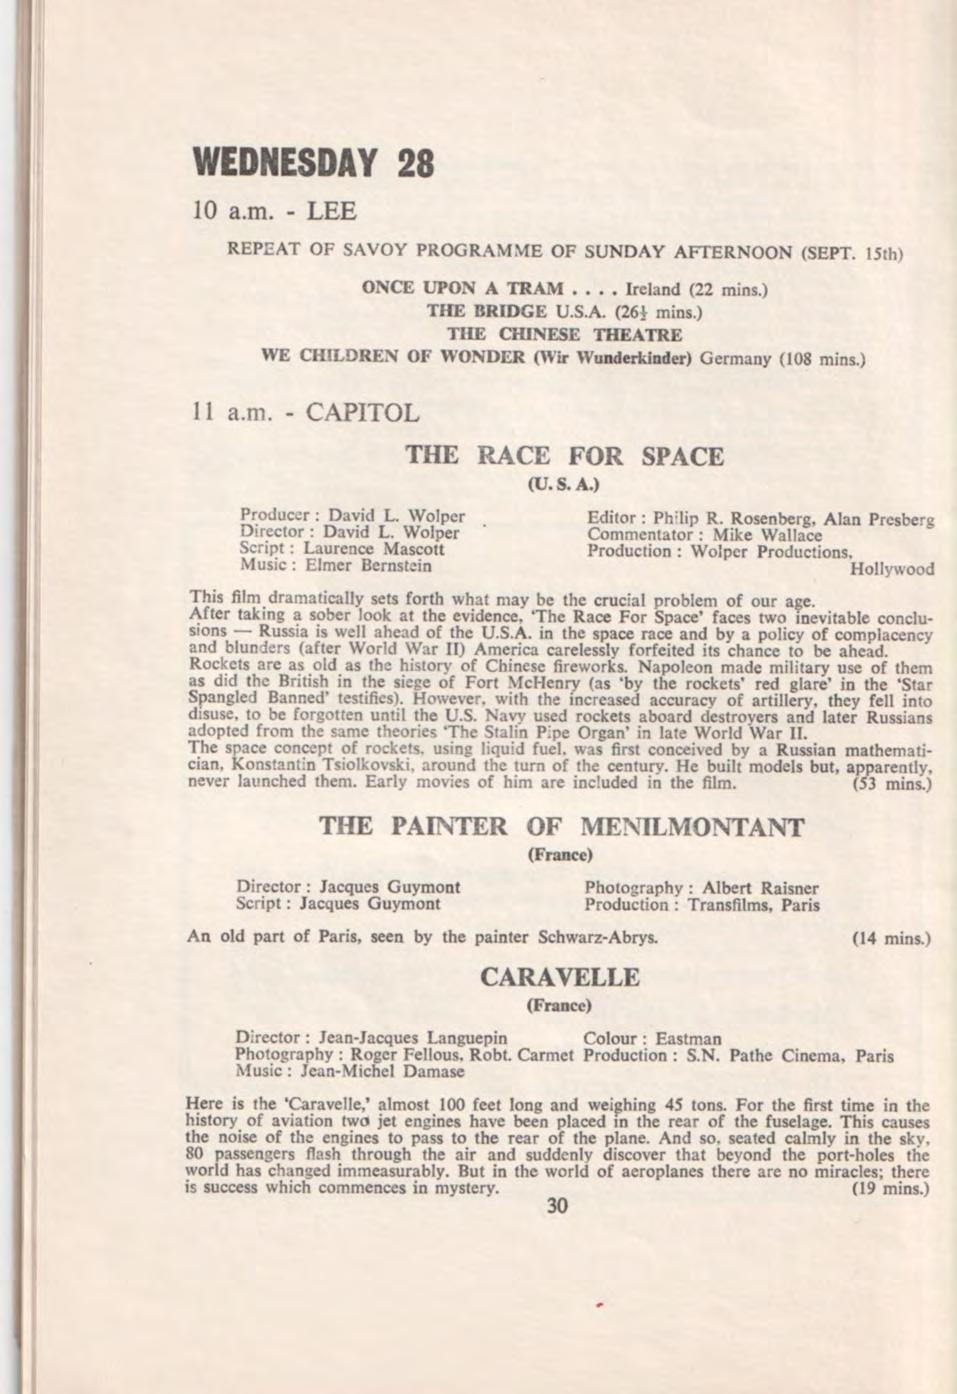 WEDNESDAY 28
10 a.m. - LEE
REPEAT OF SAVOY PROGRAMME OF SUNDAY AFTERNOON (SEPT. 15th)
ONCE UPON A TRAM . . . . Ireland (22 mins.)
THE BRIDGE U.S.A. (26½ mins.)
THE CHINESE THEATRE
WE CHILDREN OF WONDER (Wir Wunderkinder) Germany (108 mins.)
11 a.m. - CAPITOL
THE RACE FOR SPACE
(U. S. A.)
Producer : David L. Wolper
Director : David L. Wolper
Script : Laurence Mascott
Music : Elmer Bernstein
Editor : Philip R. Rosenberg, Alan Presberg
Commentator : Mike Wallace
Production : Wolper Productions,
Hollywood
This film dramatically sets forth what may be the crucial problem of our age.
After taking a sober look at the evidence, 'The Race For Space' faces two inevitable conclu-
sions — Russia is well ahead of the U.S.A. in the space race and by a policy of complacency
and blunders (after World War II) America carelessly forfeited its chance to be ahead.
Rockets are as old as the history of Chinese fireworks. Napoleon made military use of them
as did the British in the siege of Fort McHenry (as 'by the rockets' red glare' in the 'Star
Spangled Banned' testifies). However, with the increased accuracy of artillery, they fell into
disuse, to be forgotten until the U.S. Navy used rockets aboard destroyers and later Russians
adopted from the same theories 'The Stalin Pipe Organ' in late World War II.
The space concept of rockets, using liquid fuel, was first conceived by a Russian mathemati-
cian, Konstantin Tsiolkovski, around the turn of the century. He built models but, apparently,
never launched them. Early movies of him are included in the film. (53 mins.)
THE PAINTER OF MENILMONTANT
(France)
Director : Jacques Guymont
Script : Jacques Guymont
Photography : Albert Raisner
Production : Transfilms, Paris
An old part of Paris, seen by the painter Schwarz-Abrys. (14 mins.)
CARAVELLE
(France)
Director : Jean-Jacques Languepin Colour : Eastman
Photography : Roger Fellous, Robt. Carmet Production : S.N. Pathe Cinema, Paris
Music : Jean-Michel Damase
Here is the 'Caravelle,' almost 100 feet long and weighing 45 tons. For the first time in the
history of aviation two jet engines have been placed in the rear of the fuselage. This causes
the noise of the engines to pass to the rear of the plane. And so, seated calmly in the sky,
80 passengers flash through the air and suddenly discover that beyond the port-holes the
world has changed immeasurably. But in the world of aeroplanes there are no miracles; there
is success which commences in mystery. (19 mins.)
30